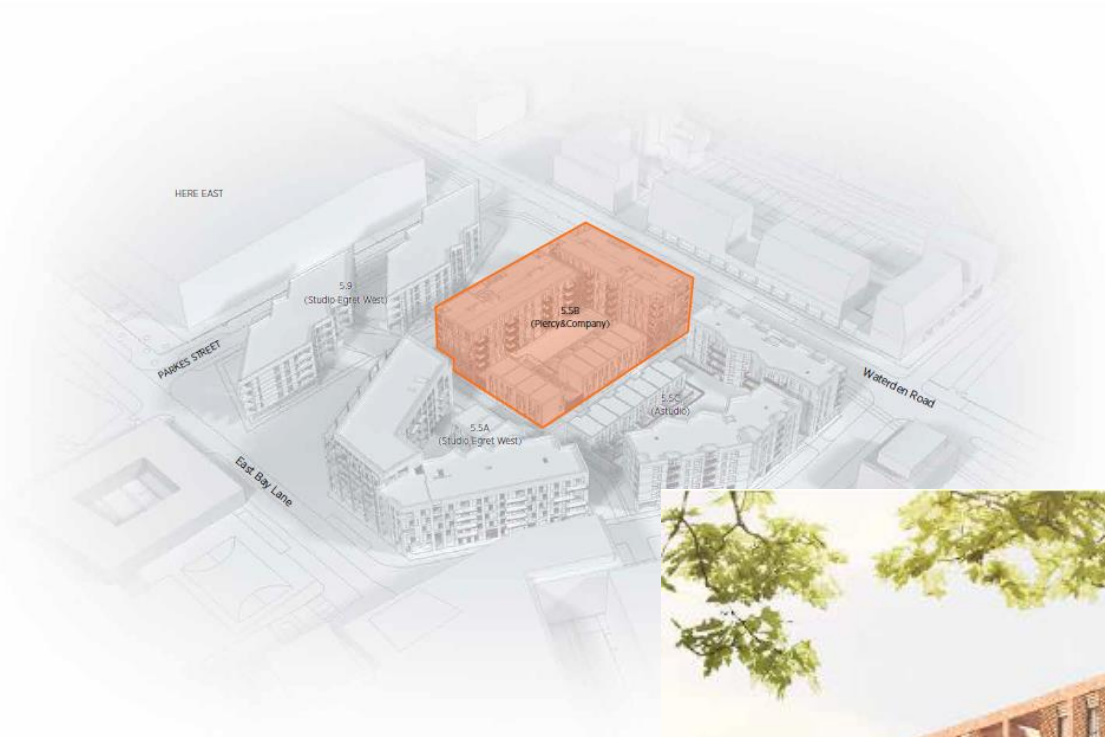 HERE EAST
5.9
(Studio Egret West)
5.5B
(Piercy&Company)
PARKES STREET
Waterden Road
5.5C
(Astudio)
5.5A
(Studio Egret West)
East Bay Lane